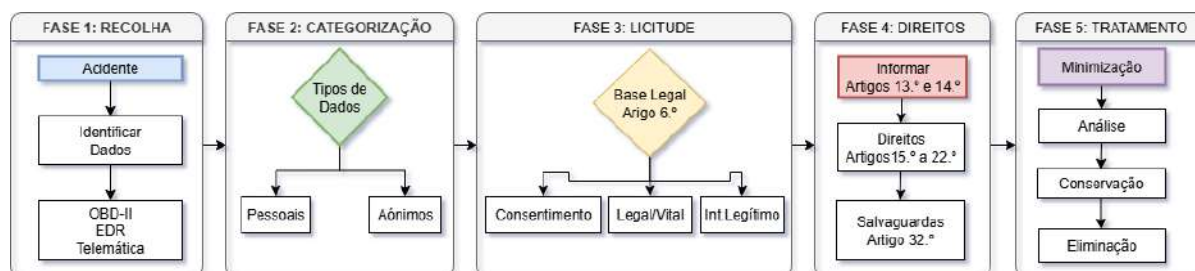 FASE 1: RECOLHA
Acidente
Identificar
Dados
OBD-II
EDR
Telemática
FASE 2: CATEGORIZAÇÃO
Tipos de
Dados
Pessoais
Aónimos
FASE 3: LICITUDE
Base Legal
Arigo 6.º
Consentimento
Legal/Vital
Int.Legítimo
FASE 4: DIREITOS
Informar
Artigos 13.º e 14.º
Direitos
Artigos15.º a 22.º
Salvaguardas
Artigo 32.º
FASE 5: TRATAMENTO
Minimização
Análise
Conservação
Eliminação